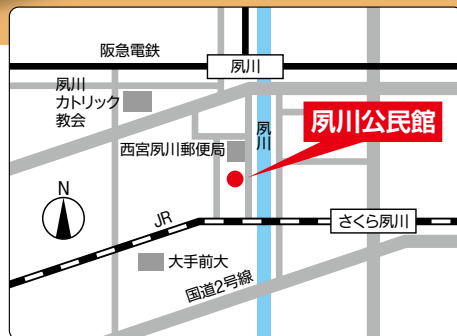 阪急電鉄
夙川
夙川
カトリック
教会
夙川公民館
夙川
西宮夙川郵便局
N
JR
さくら夙川
大手前大
国道2号線